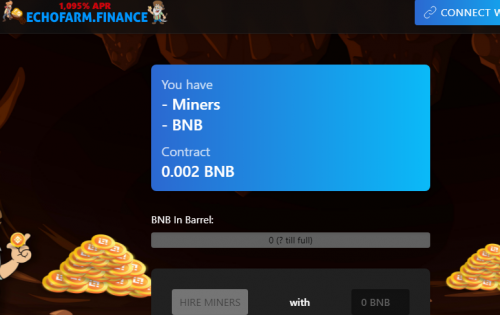 1,095% APR
ECHOFARM.FINANCE
CONNECT W
You have
- Miners
- BNB
Contract
0.002 BNB
BNB In Barrel:
0 (? till full)
HIRE MINERS
with
0 BNB